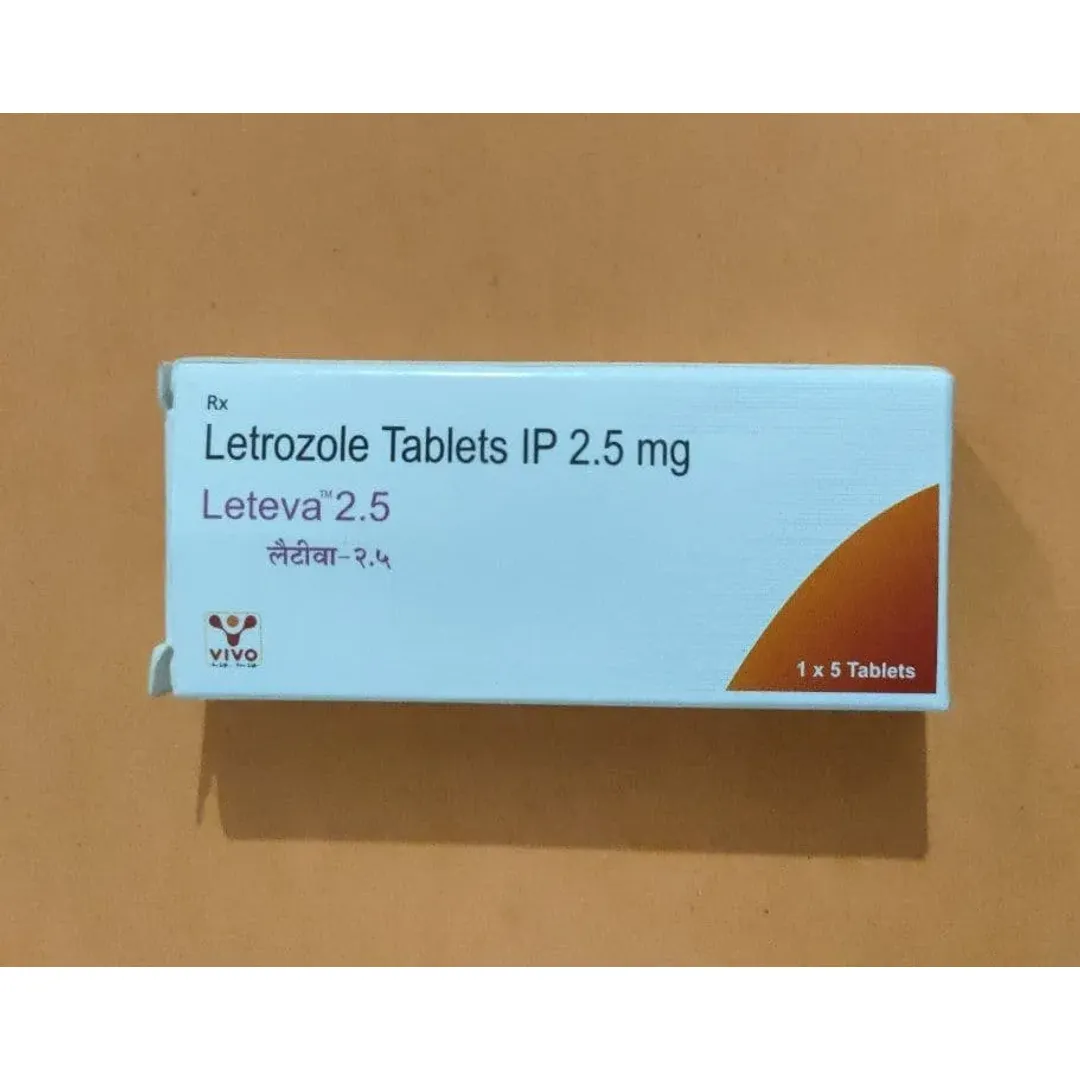 Rx
Letrozole Tablets IP 2.5 mg
Leteva™ 2.5
लैटीवा-२.५
VIVO
1 x 5 Tablets